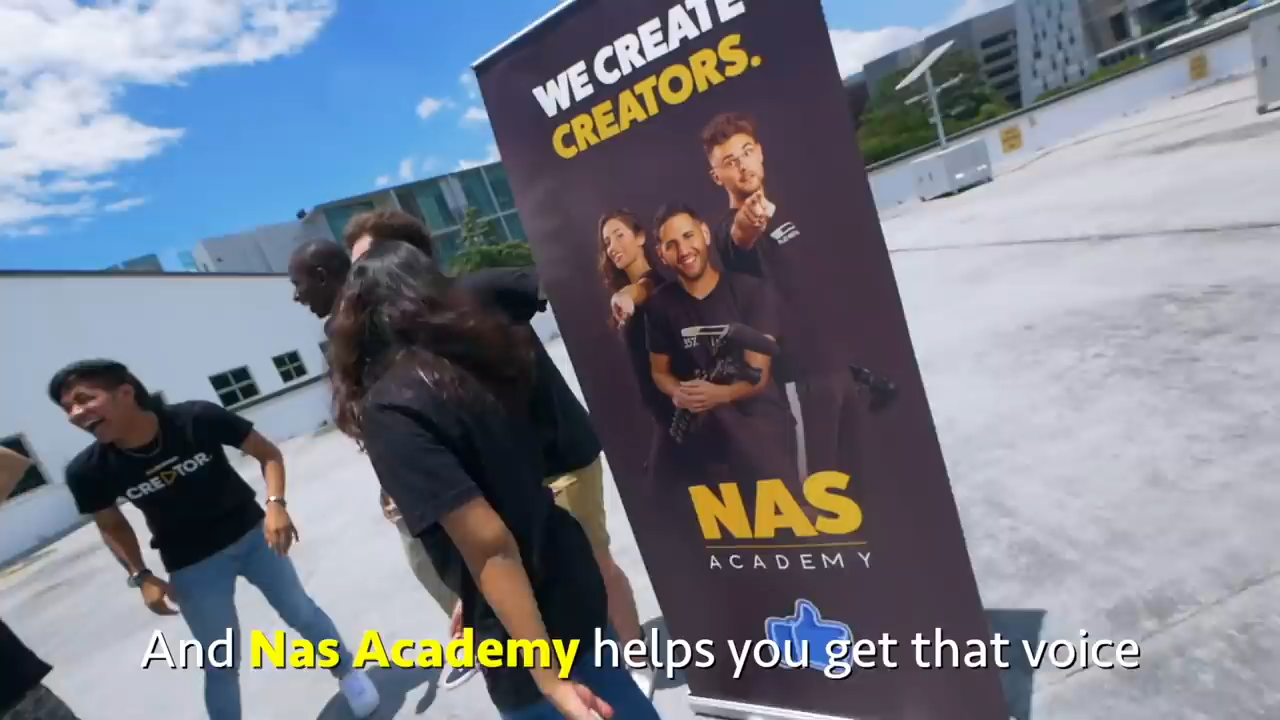 WE CREATE
CREATORS.
CREATOR.
NAS
ACADEMY
And Nas Academy helps you get that voice